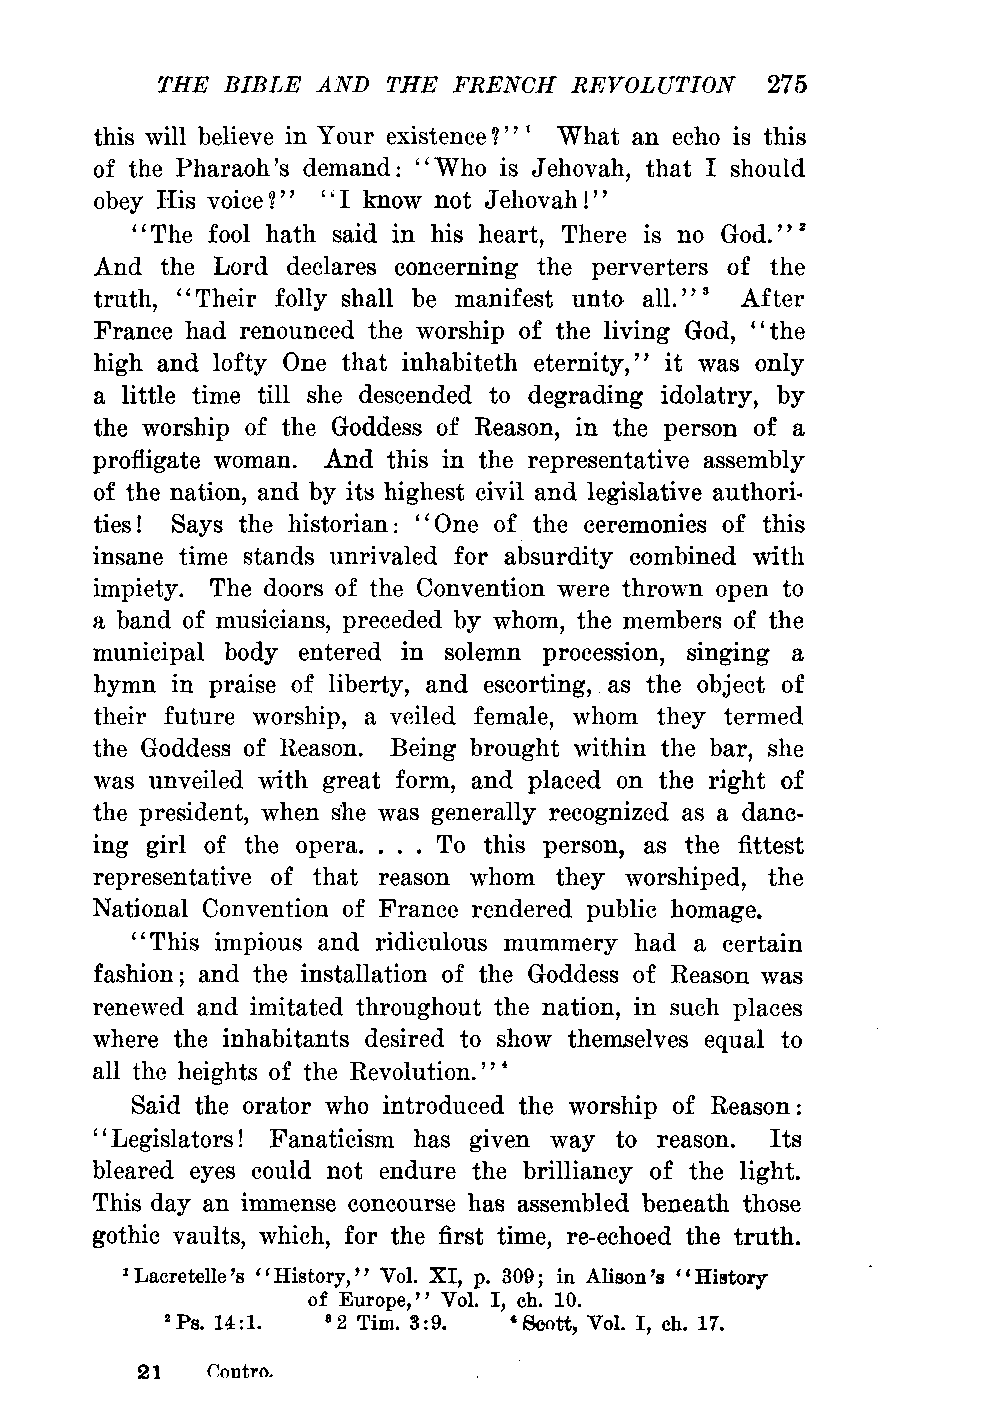 THE BIBLE AND THE FRENCH REVOLUTION 275
this will believe in Your existence?''¹ What an echo is this
of the Pharaoh's demand: ``Who is Jehovah, that I should
obey His voice?'' ``I know not Jehovah!''
``The fool hath said in his heart, There is no God.''²
And the Lord declares concerning the perverters of the
truth, ``Their folly shall be manifest unto all.''³ After
France had renounced the worship of the living God, ``the
high and lofty One that inhabiteth eternity,'' it was only
a little time till she descended to degrading idolatry, by
the worship of the Goddess of Reason, in the person of a
profligate woman. And this in the representative assembly
of the nation, and by its highest civil and legislative authori-
ties! Says the historian: ``One of the ceremonies of this
insane time stands unrivaled for absurdity combined with
impiety. The doors of the Convention were thrown open to
a band of musicians, preceded by whom, the members of the
municipal body entered in solemn procession, singing a
hymn in praise of liberty, and escorting, as the object of
their future worship, a veiled female, whom they termed
the Goddess of Reason. Being brought within the bar, she
was unveiled with great form, and placed on the right of
the president, when she was generally recognized as a danc-
ing girl of the opera. . . . To this person, as the fittest
representative of that reason whom they worshiped, the
National Convention of France rendered public homage.
``This impious and ridiculous mummery had a certain
fashion; and the installation of the Goddess of Reason was
renewed and imitated throughout the nation, in such places
where the inhabitants desired to show themselves equal to
all the heights of the Revolution.''⁴
Said the orator who introduced the worship of Reason:
``Legislators! Fanaticism has given way to reason. Its
bleared eyes could not endure the brilliancy of the light.
This day an immense concourse has assembled beneath those
gothic vaults, which, for the first time, re-echoed the truth.
¹ Lacretelle's ``History,'' Vol. XI, p. 309; in Alison's ``History
of Europe,'' Vol. I, ch. 10.
² Ps. 14:1. ³ 2 Tim. 3:9. ⁴ Scott, Vol. I, ch. 17.
21 Contro.